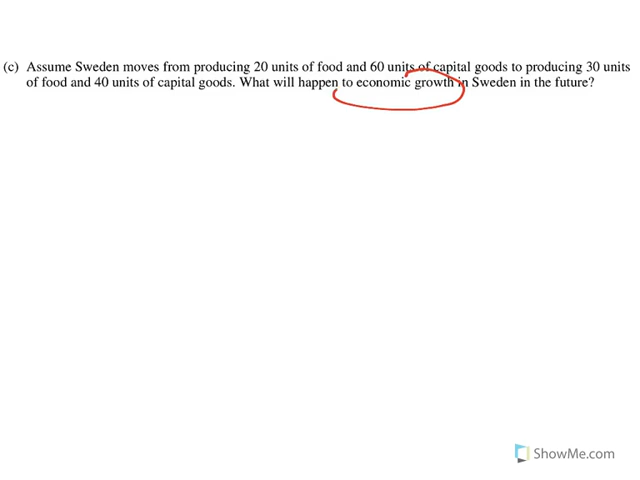 (c) Assume Sweden moves from producing 20 units of food and 60 units of capital goods to producing 30 units
of food and 40 units of capital goods. What will happen to economic growth in Sweden in the future?
ShowMe.com